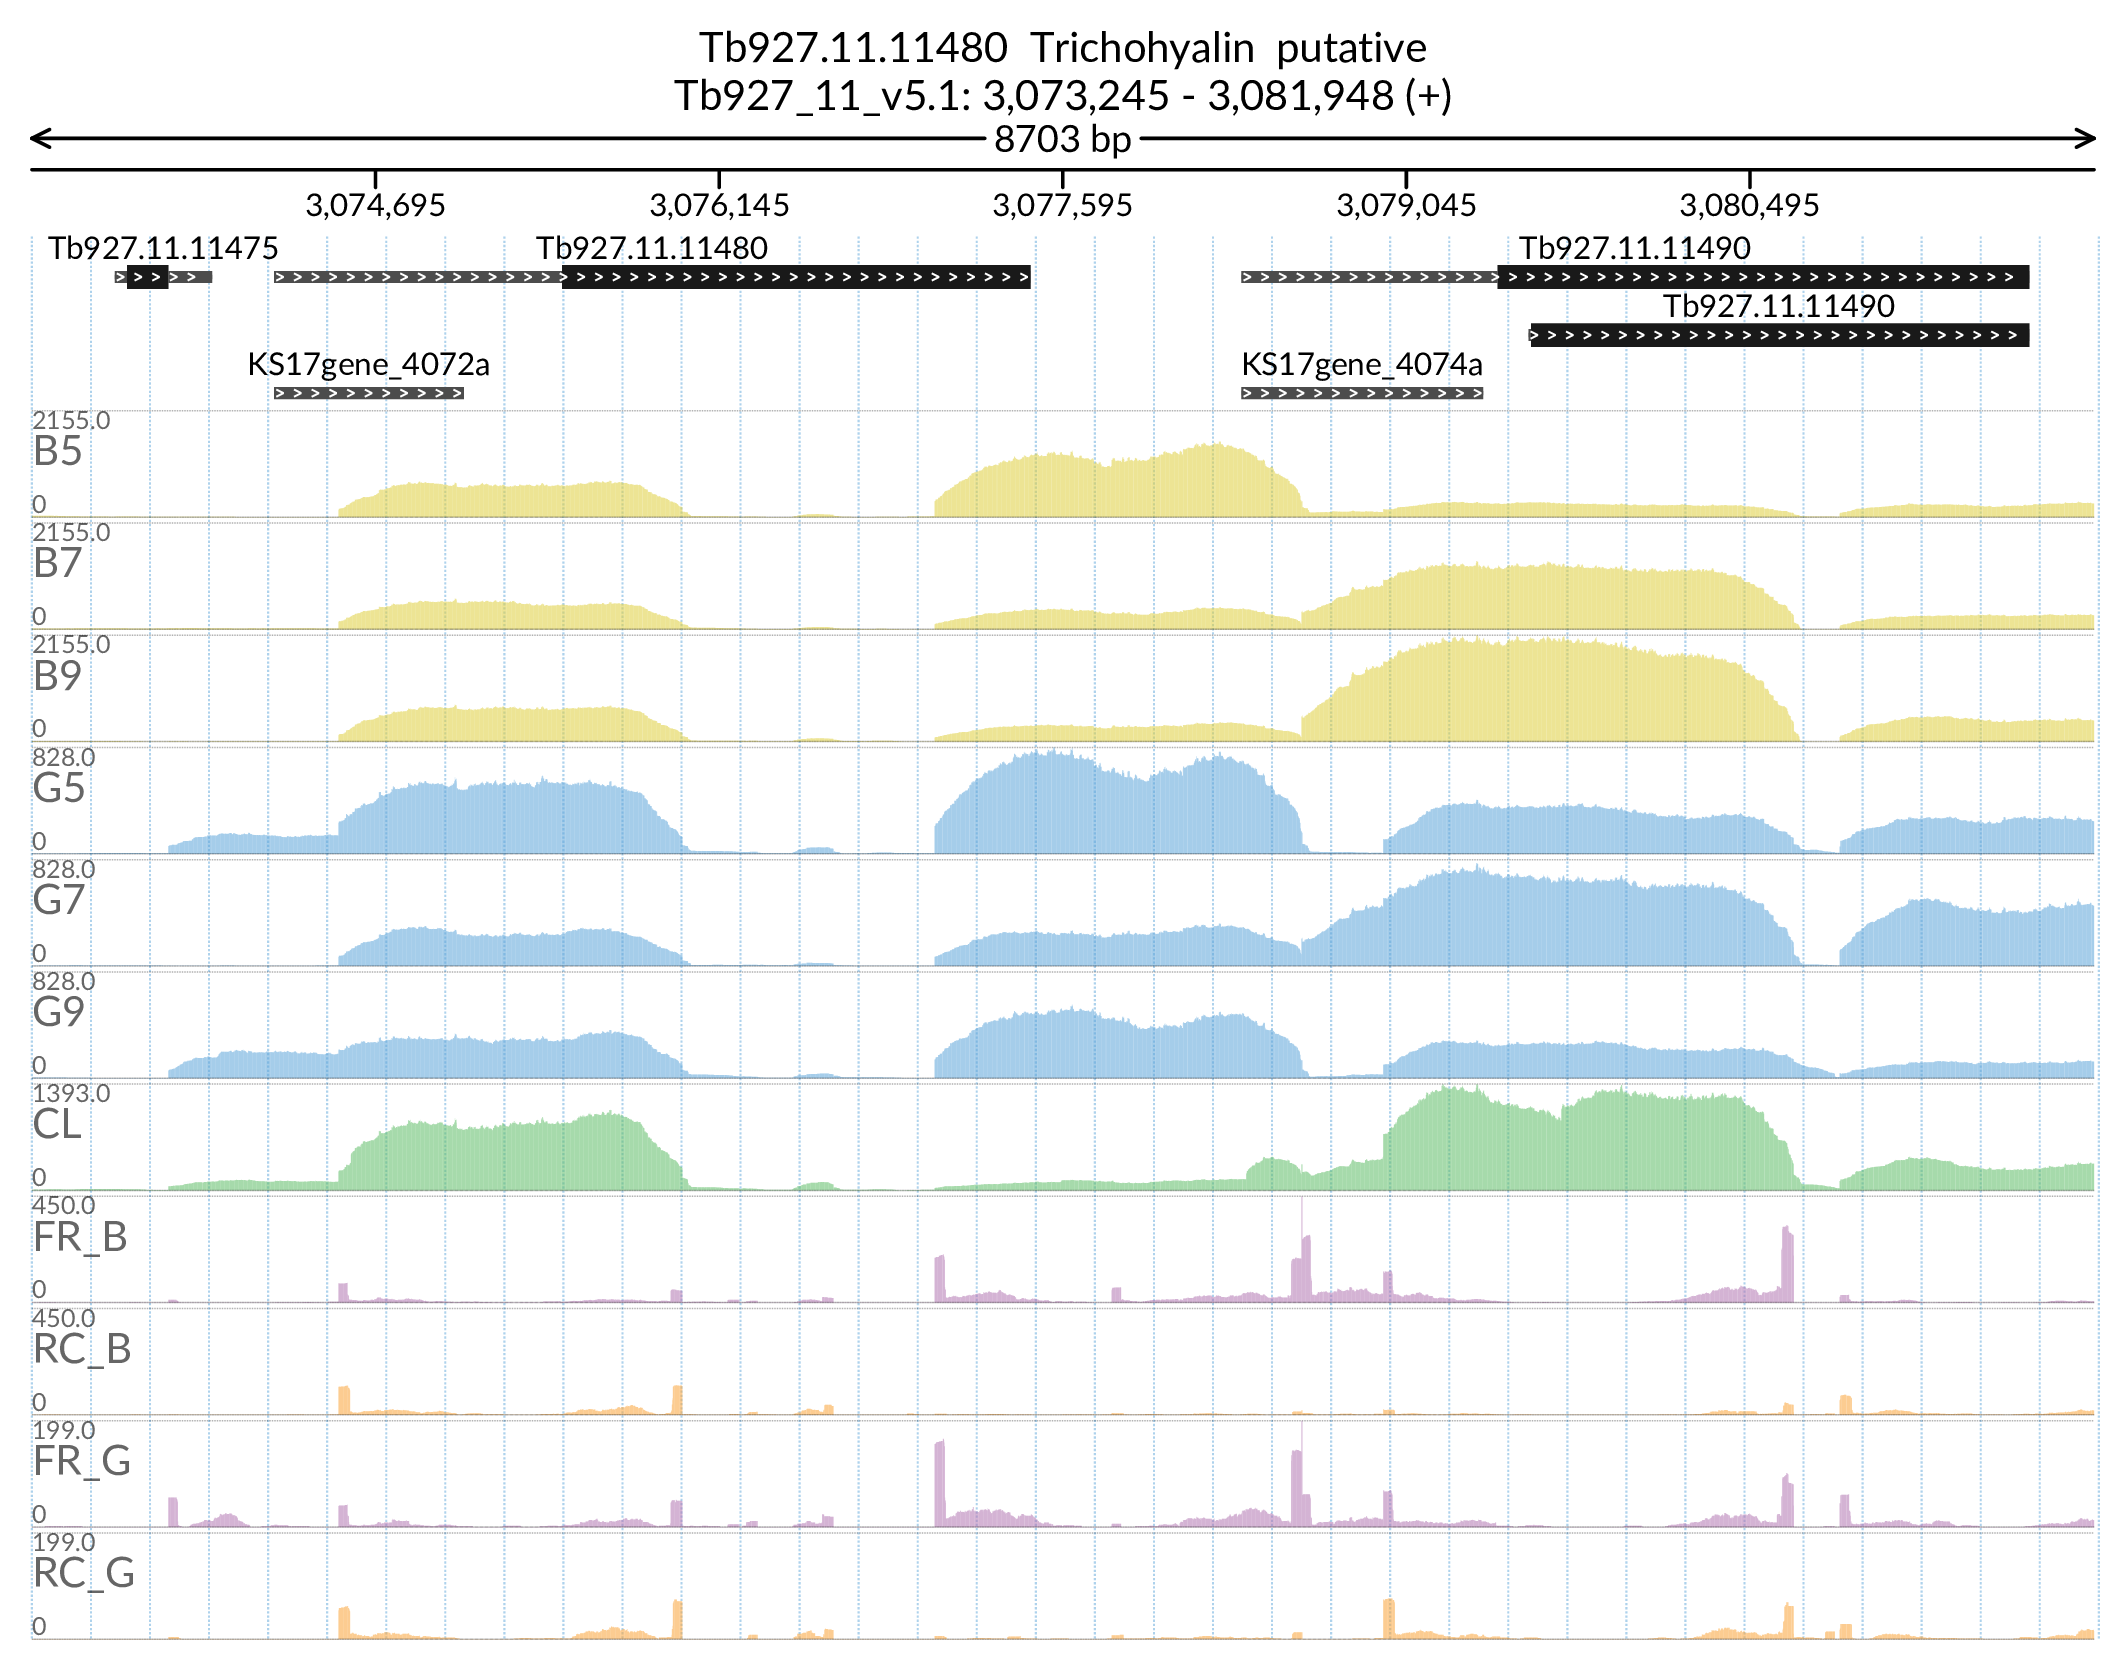 Tb927.11.11480 Trichohyalin putative
Tb927_11_v5.1: 3,073,245 - 3,081,948 (+)
8703 bp
3,074,695 3,076,145 3,077,595 3,079,045 3,080,495
Tb927.11.11475 Tb927.11.11480 Tb927.11.11490
Tb927.11.11490
KS17gene_4072a KS17gene_4074a
2155.0
B5
0
2155.0
B7
0
2155.0
B9
0
828.0
G5
0
828.0
G7
0
828.0
G9
0
1393.0
CL
0
450.0
FR_B
0
450.0
RC_B
0
199.0
FR_G
0
199.0
RC_G
0